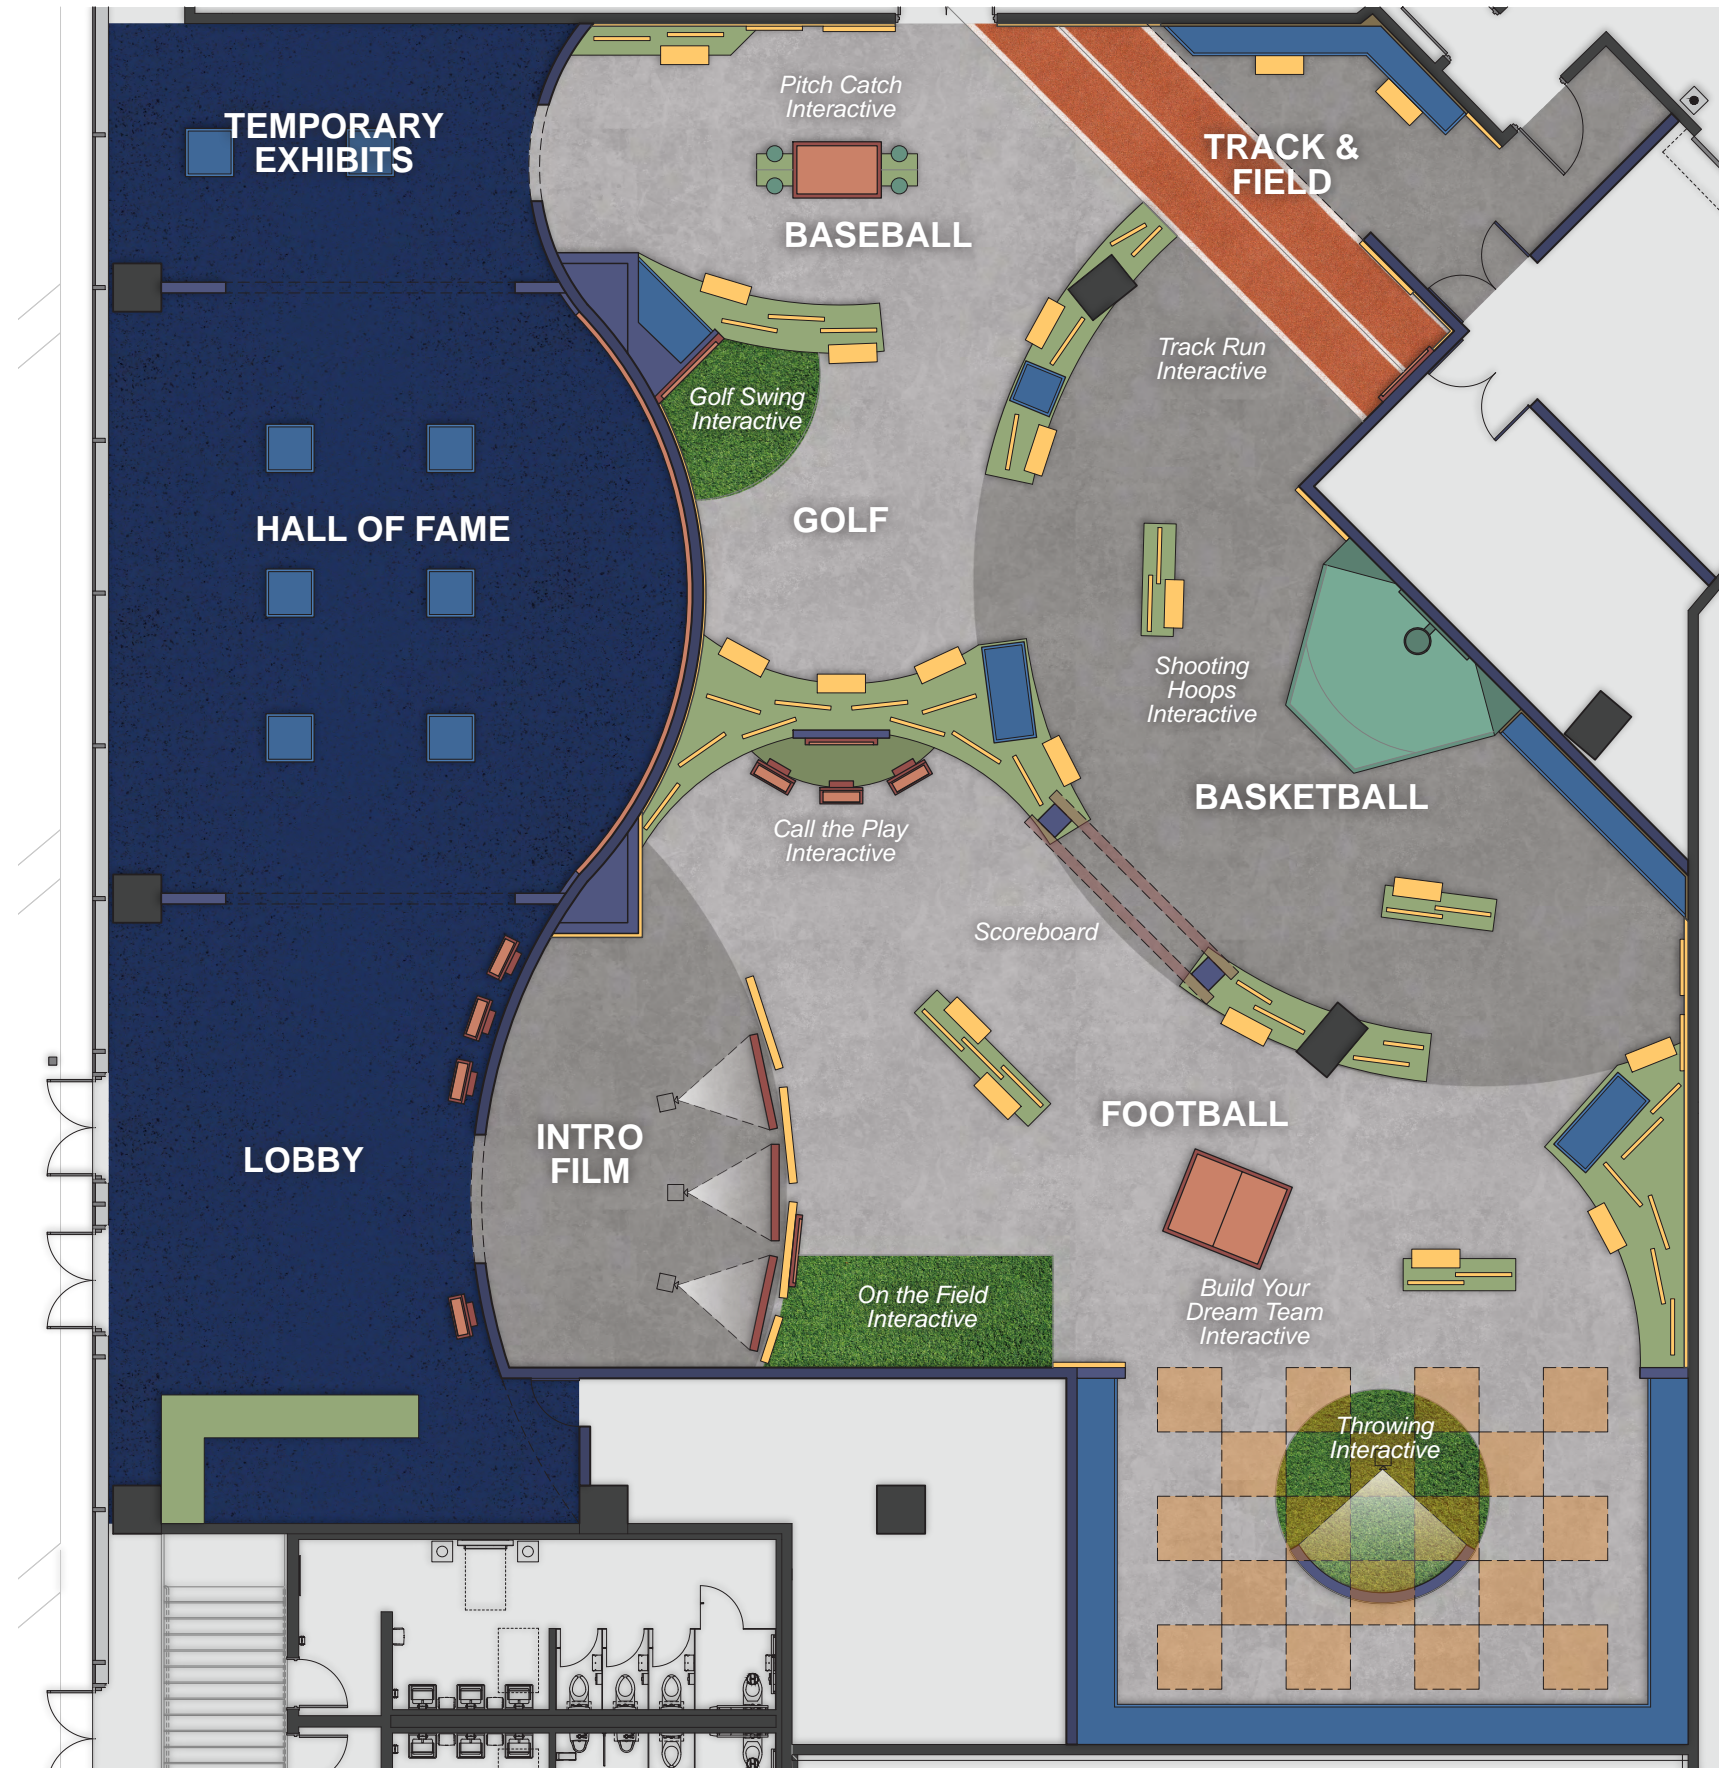 Pitch Catch
Interactive
TEMPORARY
EXHIBITS
TRACK &
FIELD
BASEBALL
Track Run
Interactive
Golf Swing
Interactive
GOLF
HALL OF FAME
Shooting
Hoops
Interactive
BASKETBALL
Call the Play
Interactive
Scoreboard
FOOTBALL
INTRO
FILM
LOBBY
On the Field
Interactive
Build Your
Dream Team
Interactive
Throwing
Interactive